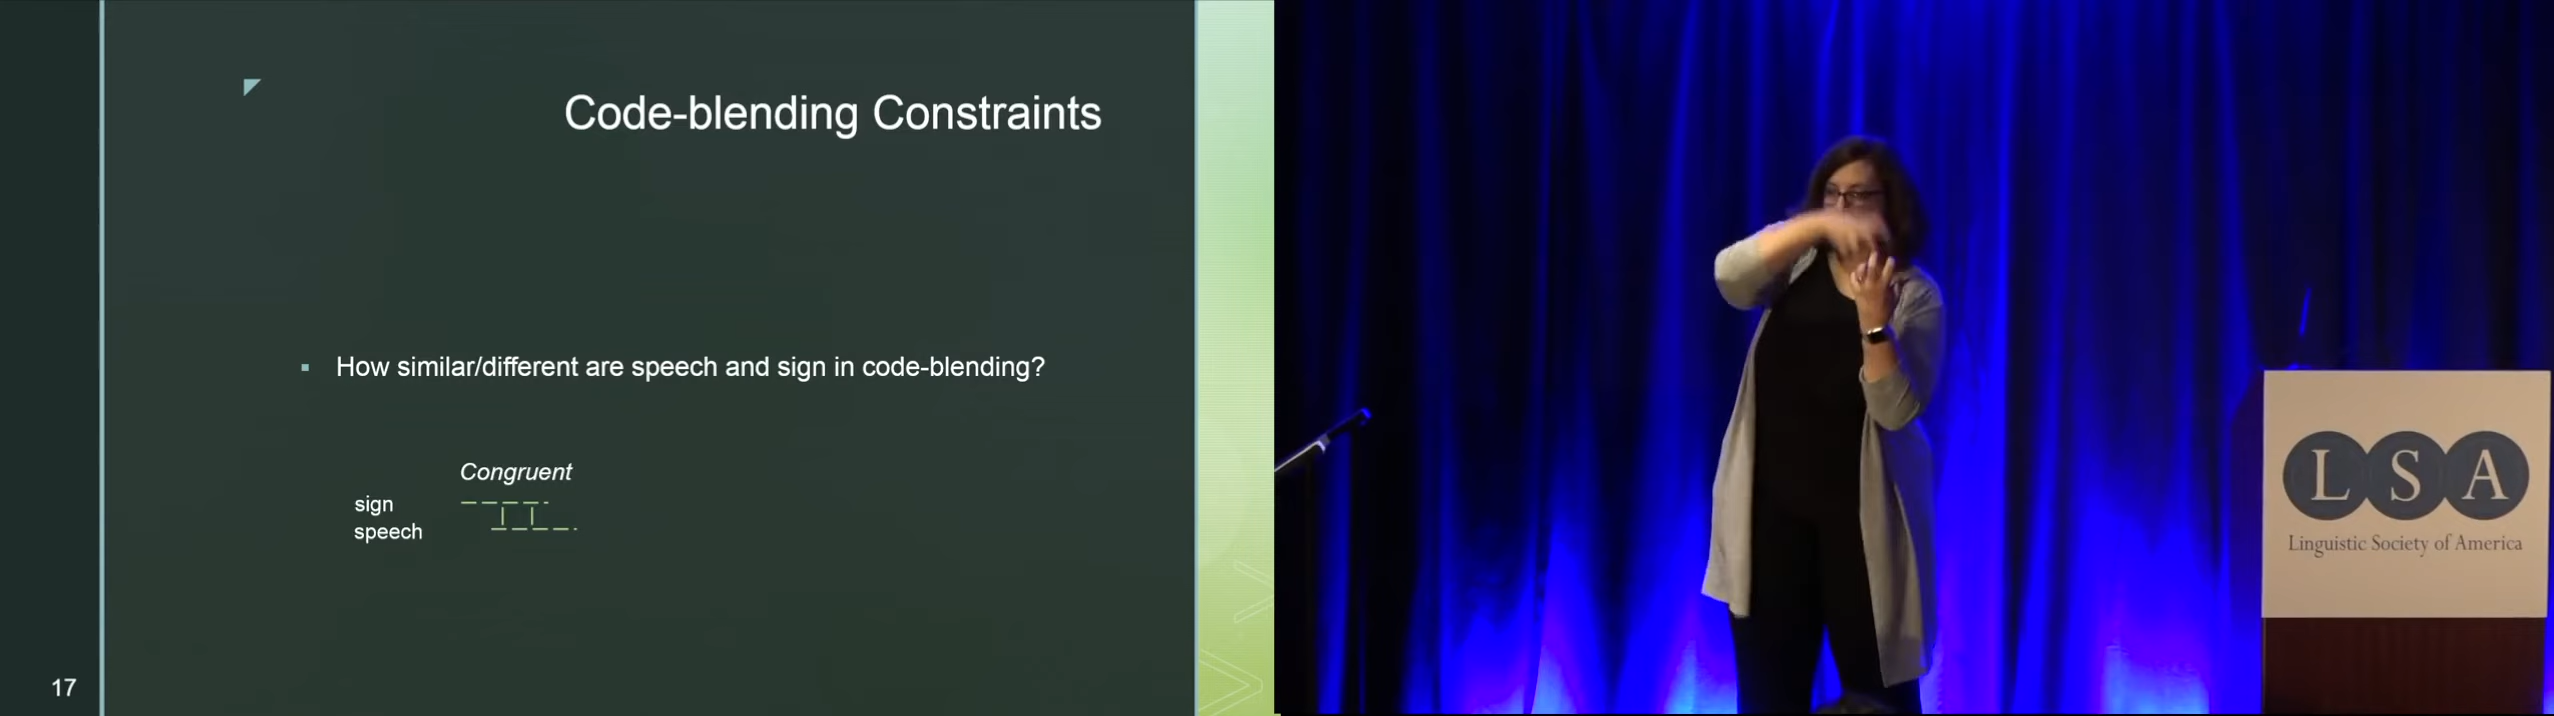 Code-blending Constraints
How similar/different are speech and sign in code-blending?
Congruent
sign
speech
17
LSA
Linguistic Society of America